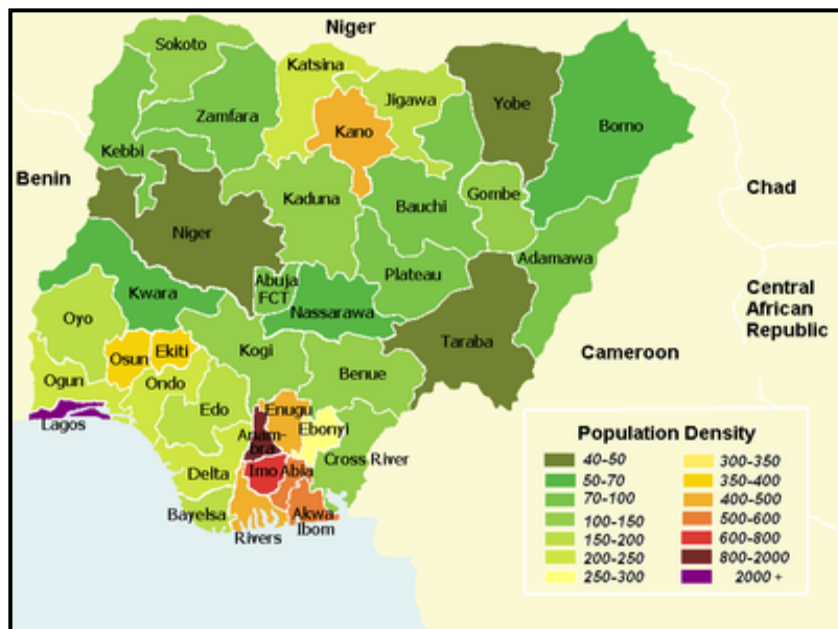 Niger
Sokoto
Katsina
Jigawa
Yobe
Borno
Zamfara
Kano
Kebbi
Benin
Kaduna
Bauchi
Gombe
Chad
Niger
Abuja
FCT
Plateau
Adamawa
Kwara
Nassarawa
Central
African
Republic
Oyo
Taraba
Cameroon
Osun
Ekiti
Kogi
Benue
Ogun
Ondo
Edo
Enugu
Ebonyi
Lagos
Anam-
bra
Cross River
Delta
Imo
Abia
Bayelsa
Rivers
Akwa
Ibom
Population Density
40-50
50-70
70-100
100-150
150-200
200-250
250-300
300-350
350-400
400-500
500-600
600-800
800-2000
2000 +